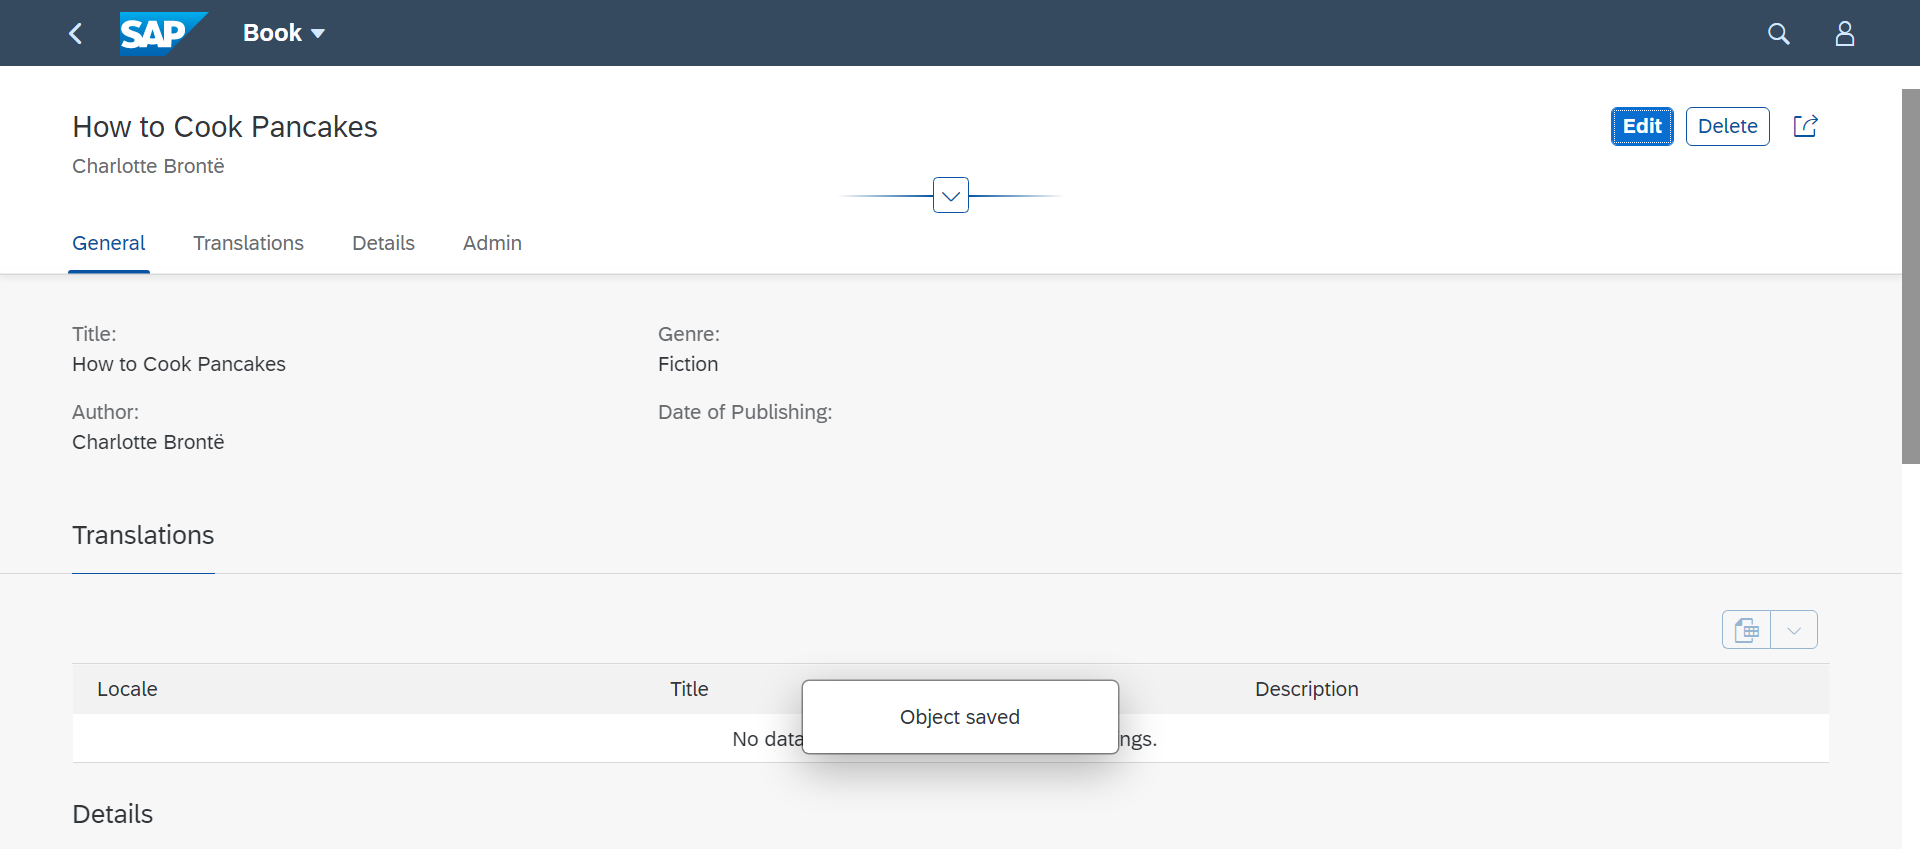 SAP
Book
How to Cook Pancakes
Edit
Delete
Charlotte Brontë
General
Translations
Details
Admin
Title:
How to Cook Pancakes
Genre:
Fiction
Author:
Charlotte Brontë
Date of Publishing:
Translations
Locale
Title
Description
No data
ngs.
Object saved
Details